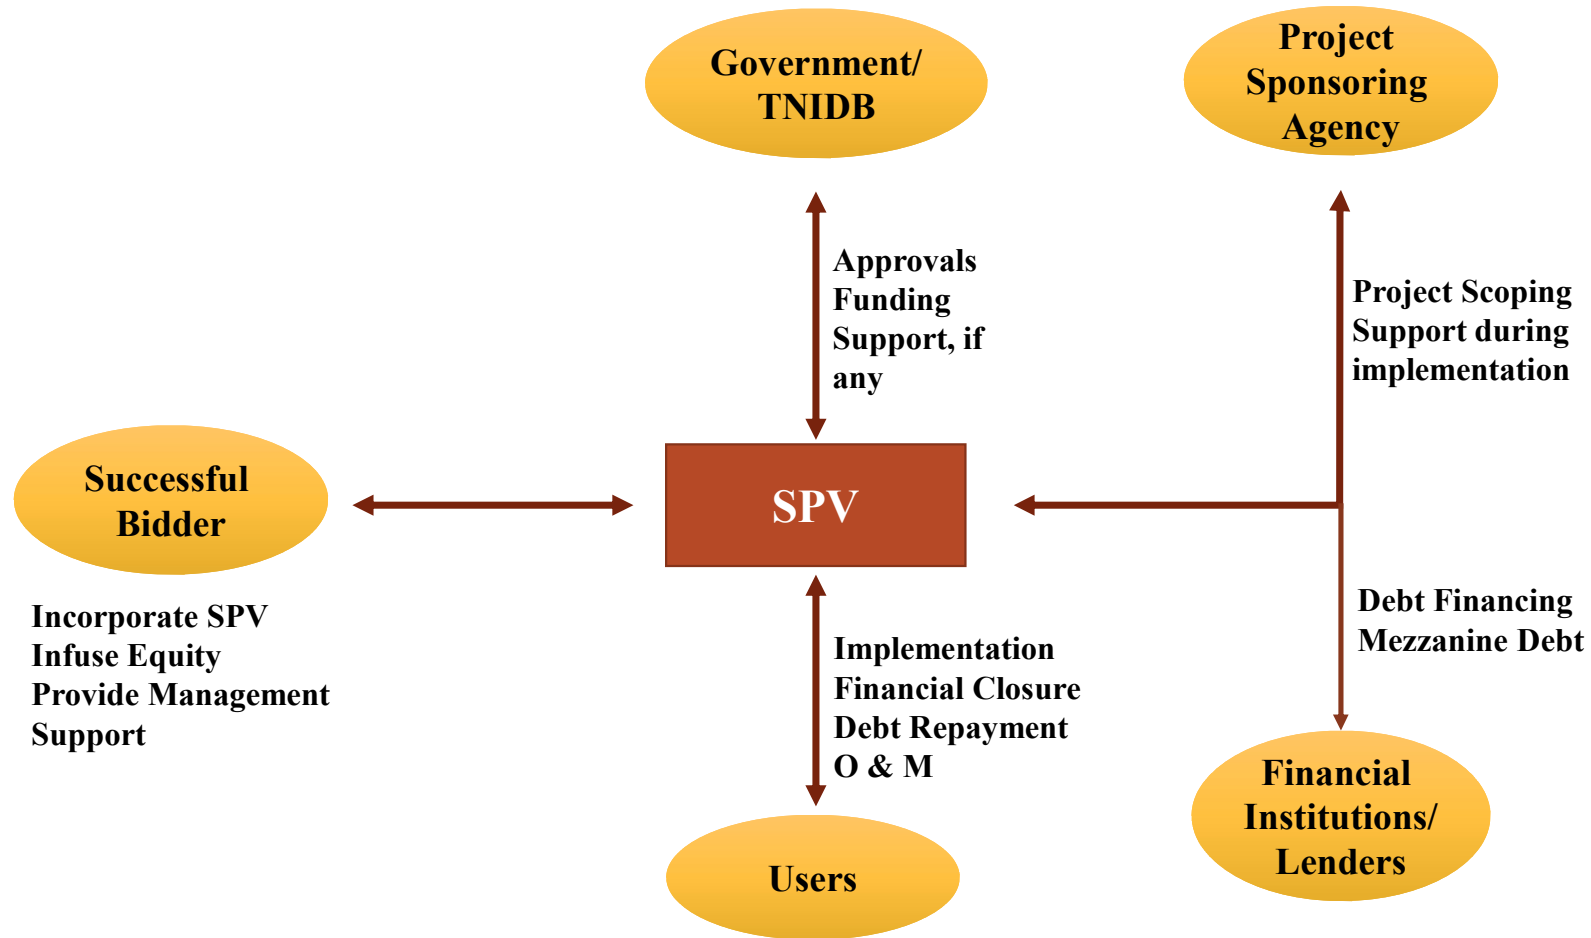 Government/
TNIDB
Project
Sponsoring
Agency
Approvals
Funding
Support, if
any
Project Scoping
Support during
implementation
Successful
Bidder
SPV
Incorporate SPV
Infuse Equity
Provide Management
Support
Implementation
Financial Closure
Debt Repayment
O & M
Debt Financing
Mezzanine Debt
Users
Financial
Institutions/
Lenders